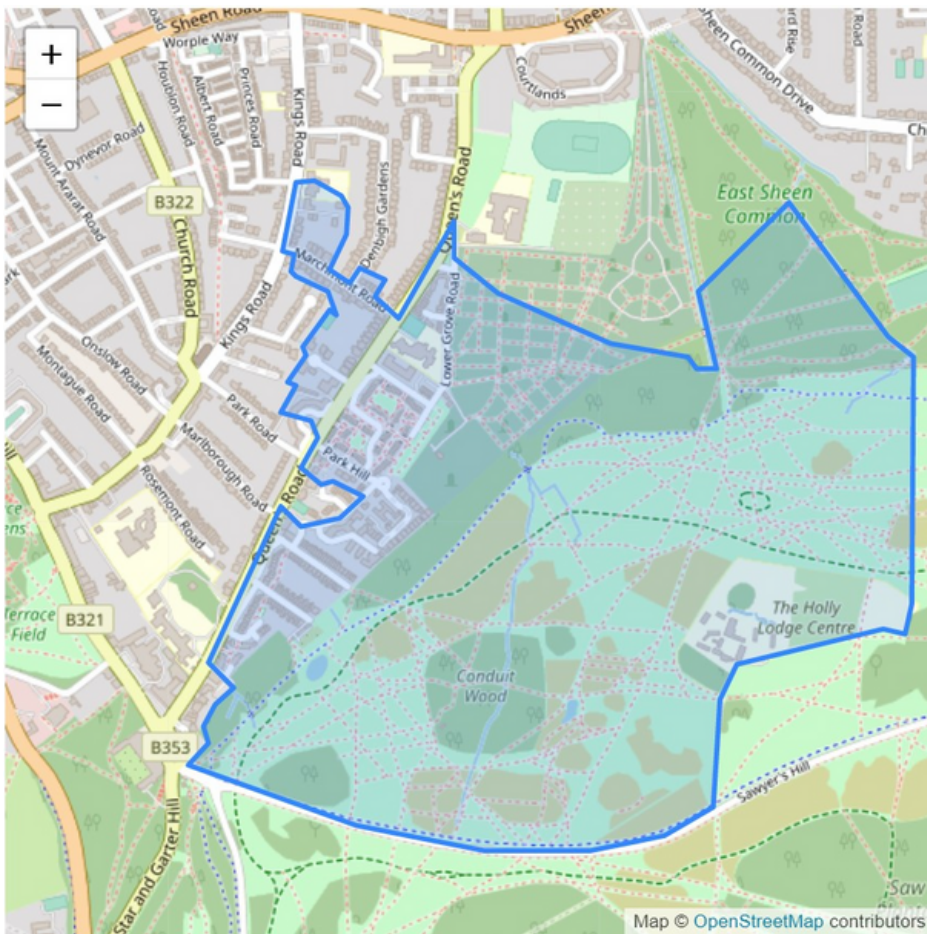 +
−
Sheen Road
Sheen
Worple Way
Houblon Road
Albert Road
Princes Road
Kings Road
Courtlands
Sheen Common Drive
Dynevor Road
Mount Ararat Road
B322
Church Road
Denbigh Gardens
Queen's Road
East Sheen
Common
Marchmont Road
Kings Road
Lower Grove Road
Onslow Road
Montague Road
Park Road
Marlborough Road
Rosemont Road
Park Hill
Queen's Road
Terrace
Field
B321
The Holly
Lodge Centre
Conduit
Wood
B353
Sawyer's Hill
Star and Garter Hill
Saw
Map © OpenStreetMap contributors